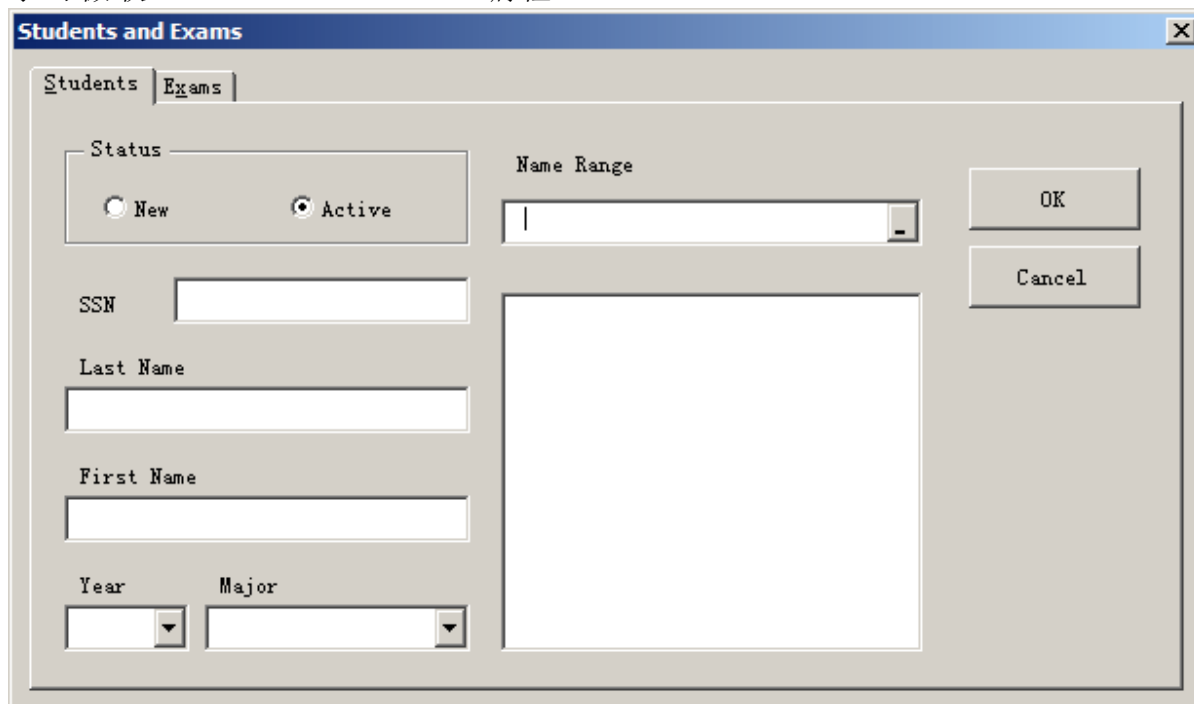 Students and Exams
Students
Exams
Status
New
Active
Name Range
OK
Cancel
SSN
Last Name
First Name
Year
Major